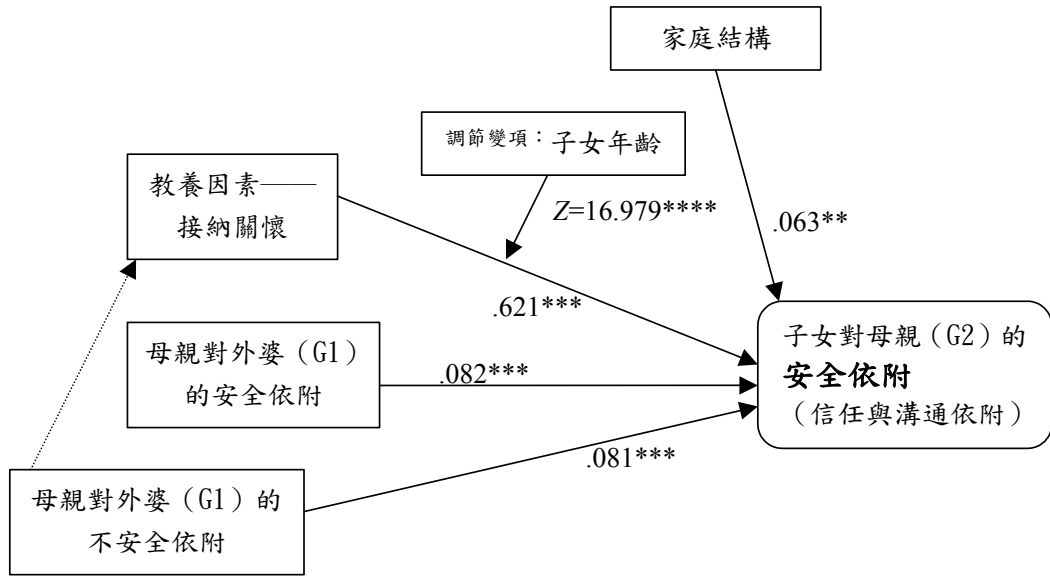 家庭結構
調節變項：子女年齡
教養因素——
接納關懷
Z=16.979****
.063**
.621***
母親對外婆（G1）
的安全依附
.082***
子女對母親（G2）的
安全依附
（信任與溝通依附）
.081***
母親對外婆（G1）的
不安全依附